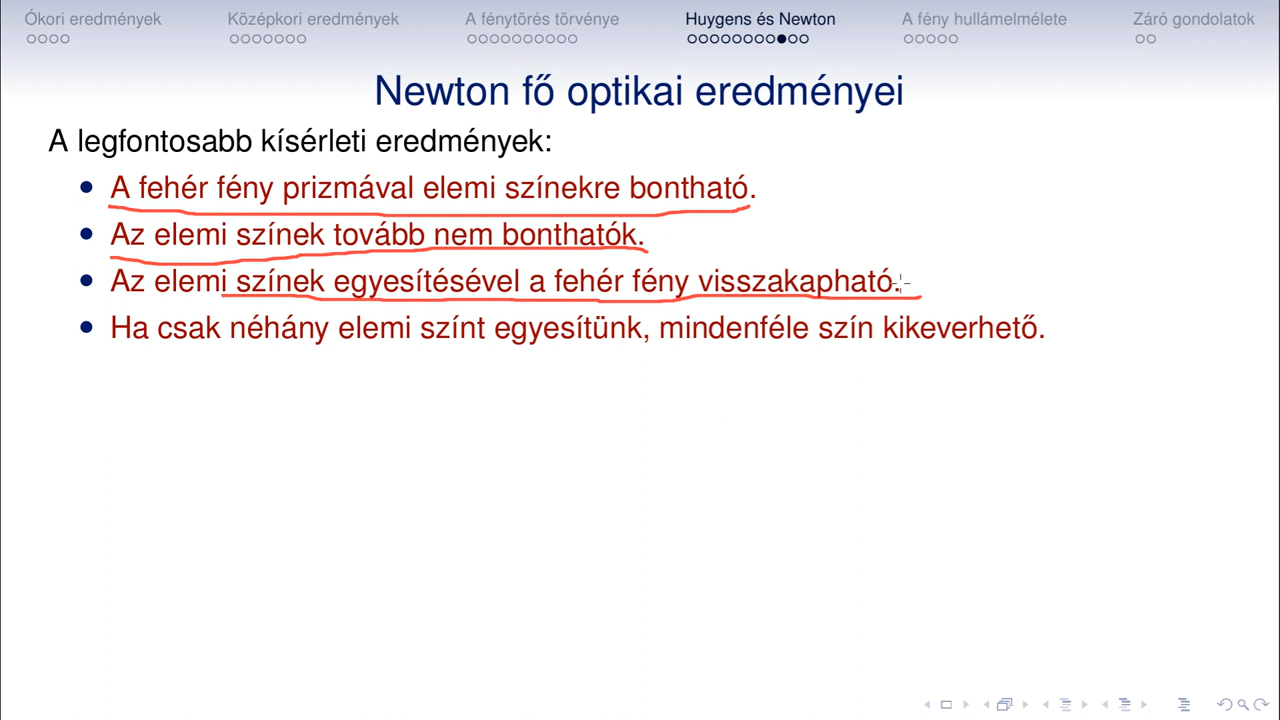 Ókori eredmények Középkori eredmények A fénytörés törvénye Huygens és Newton A fény hullámelmélete Záró gondolatok
Newton fő optikai eredményei
A legfontosabb kísérleti eredmények:
A fehér fény prizmával elemi színekre bontható.
Az elemi színek tovább nem bonthatók.
Az elemi színek egyesítésével a fehér fény visszakapható.
Ha csak néhány elemi színt egyesítünk, mindenféle szín kikeverhető.